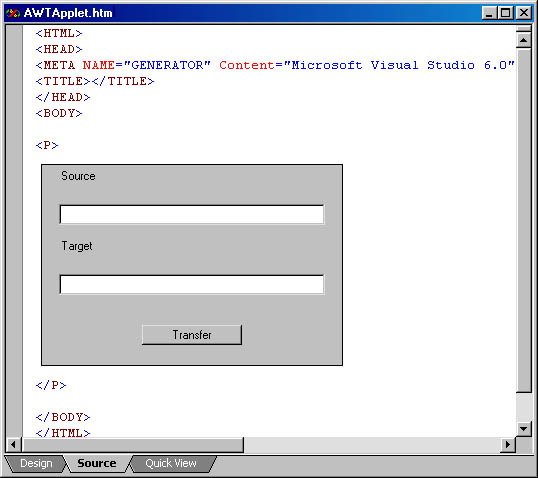 AWTApplet.htm
<HTML>
<HEAD>
<META NAME="GENERATOR" Content="Microsoft Visual Studio 6.0"
<TITLE></TITLE>
</HEAD>
<BODY>
<P>
Source
Target
Transfer
</P>
</BODY>
</HTML>
Design Source Quick View